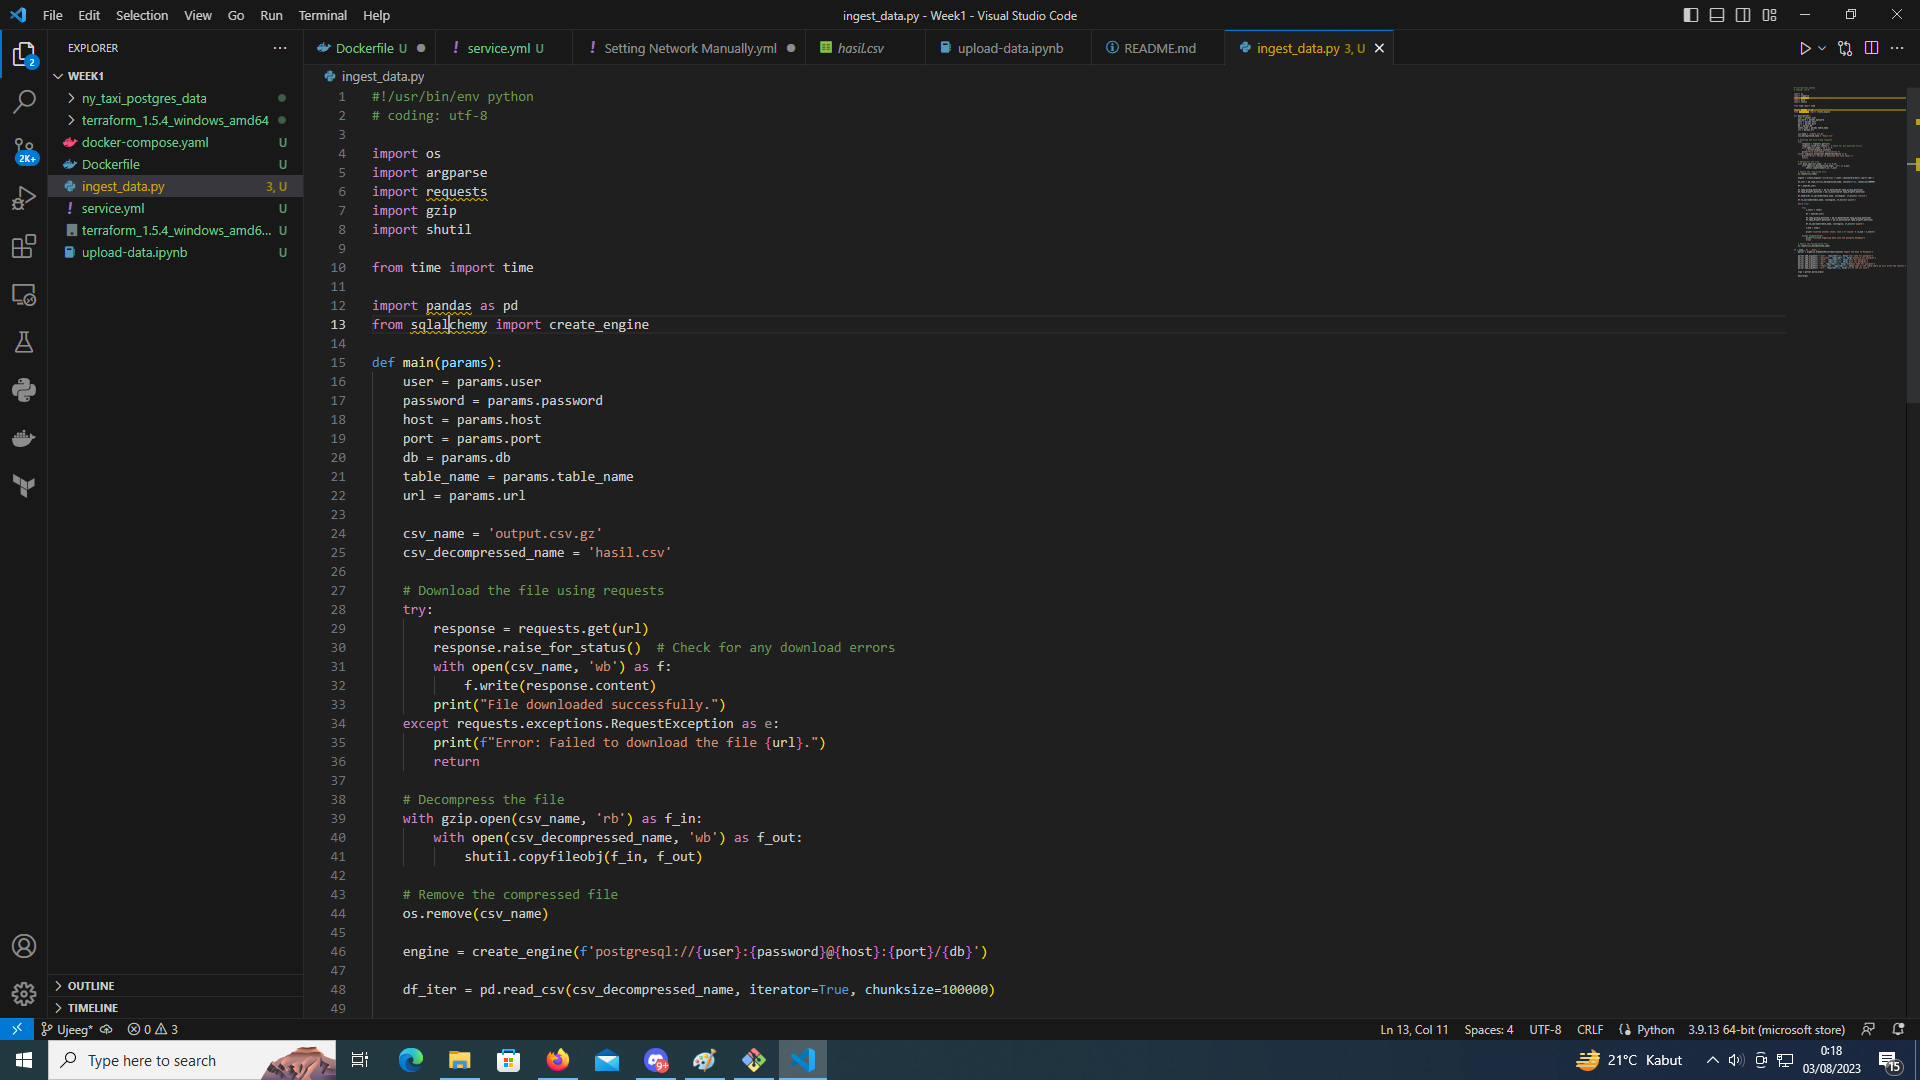 File Edit Selection View Go Run Terminal Help
ingest_data.py - Week1 - Visual Studio Code
EXPLORER
Dockerfile U
service.yml U
Setting Network Manually.yml
hasil.csv
upload-data.ipynb
README.md
ingest_data.py 3, U
2
WEEK1
ny_taxi_postgres_data
terraform_1.5.4_windows_amd64
docker-compose.yaml U
Dockerfile U
ingest_data.py 3, U
service.yml U
terraform_1.5.4_windows_amd6... U
upload-data.ipynb U
2K+
ingest_data.py
1 #!/usr/bin/env python
2 # coding: utf-8
3
4 import os
5 import argparse
6 import requests
7 import gzip
8 import shutil
9
10 from time import time
11
12 import pandas as pd
13 from sqlalchemy import create_engine
14
15 def main(params):
16 user = params.user
17 password = params.password
18 host = params.host
19 port = params.port
20 db = params.db
21 table_name = params.table_name
22 url = params.url
23
24 csv_name = 'output.csv.gz'
25 csv_decompressed_name = 'hasil.csv'
26
27 # Download the file using requests
28 try:
29 response = requests.get(url)
30 response.raise_for_status()  # Check for any download errors
31 with open(csv_name, 'wb') as f:
32 f.write(response.content)
33 print("File downloaded successfully.")
34 except requests.exceptions.RequestException as e:
35 print(f"Error: Failed to download the file {url}.")
36 return
37
38 # Decompress the file
39 with gzip.open(csv_name, 'rb') as f_in:
40 with open(csv_decompressed_name, 'wb') as f_out:
41 shutil.copyfileobj(f_in, f_out)
42
43 # Remove the compressed file
44 os.remove(csv_name)
45
46 engine = create_engine(f'postgresql://{user}:{password}@{host}:{port}/{db}')
47
48 df_iter = pd.read_csv(csv_decompressed_name, iterator=True, chunksize=100000)
49
OUTLINE
TIMELINE
Ujeeg* 0 3
Ln 13, Col 11 Spaces: 4 UTF-8 CRLF Python 3.9.13 64-bit (microsoft store)
Type here to search
9+
21°C Kabut
0:18
03/08/2023
15